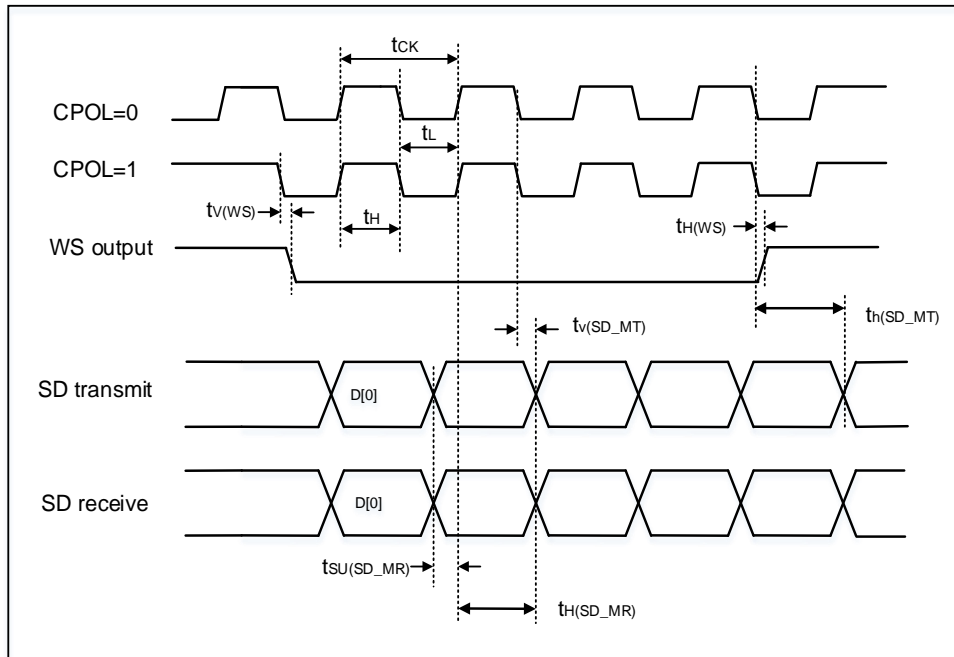 tCK
CPOL=0
tL
CPOL=1
tV(WS)
tH
tH(WS)
WS output
tv(SD_MT)
th(SD_MT)
SD transmit
D[0]
SD receive
D[0]
tSU(SD_MR)
tH(SD_MR)